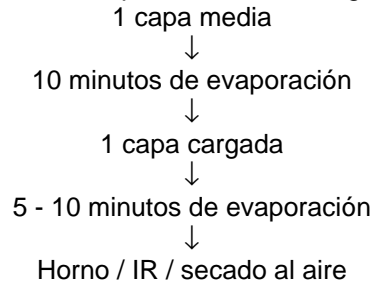 1 capa media
↓
10 minutos de evaporación
↓
1 capa cargada
↓
5 - 10 minutos de evaporación
↓
Horno / IR / secado al aire